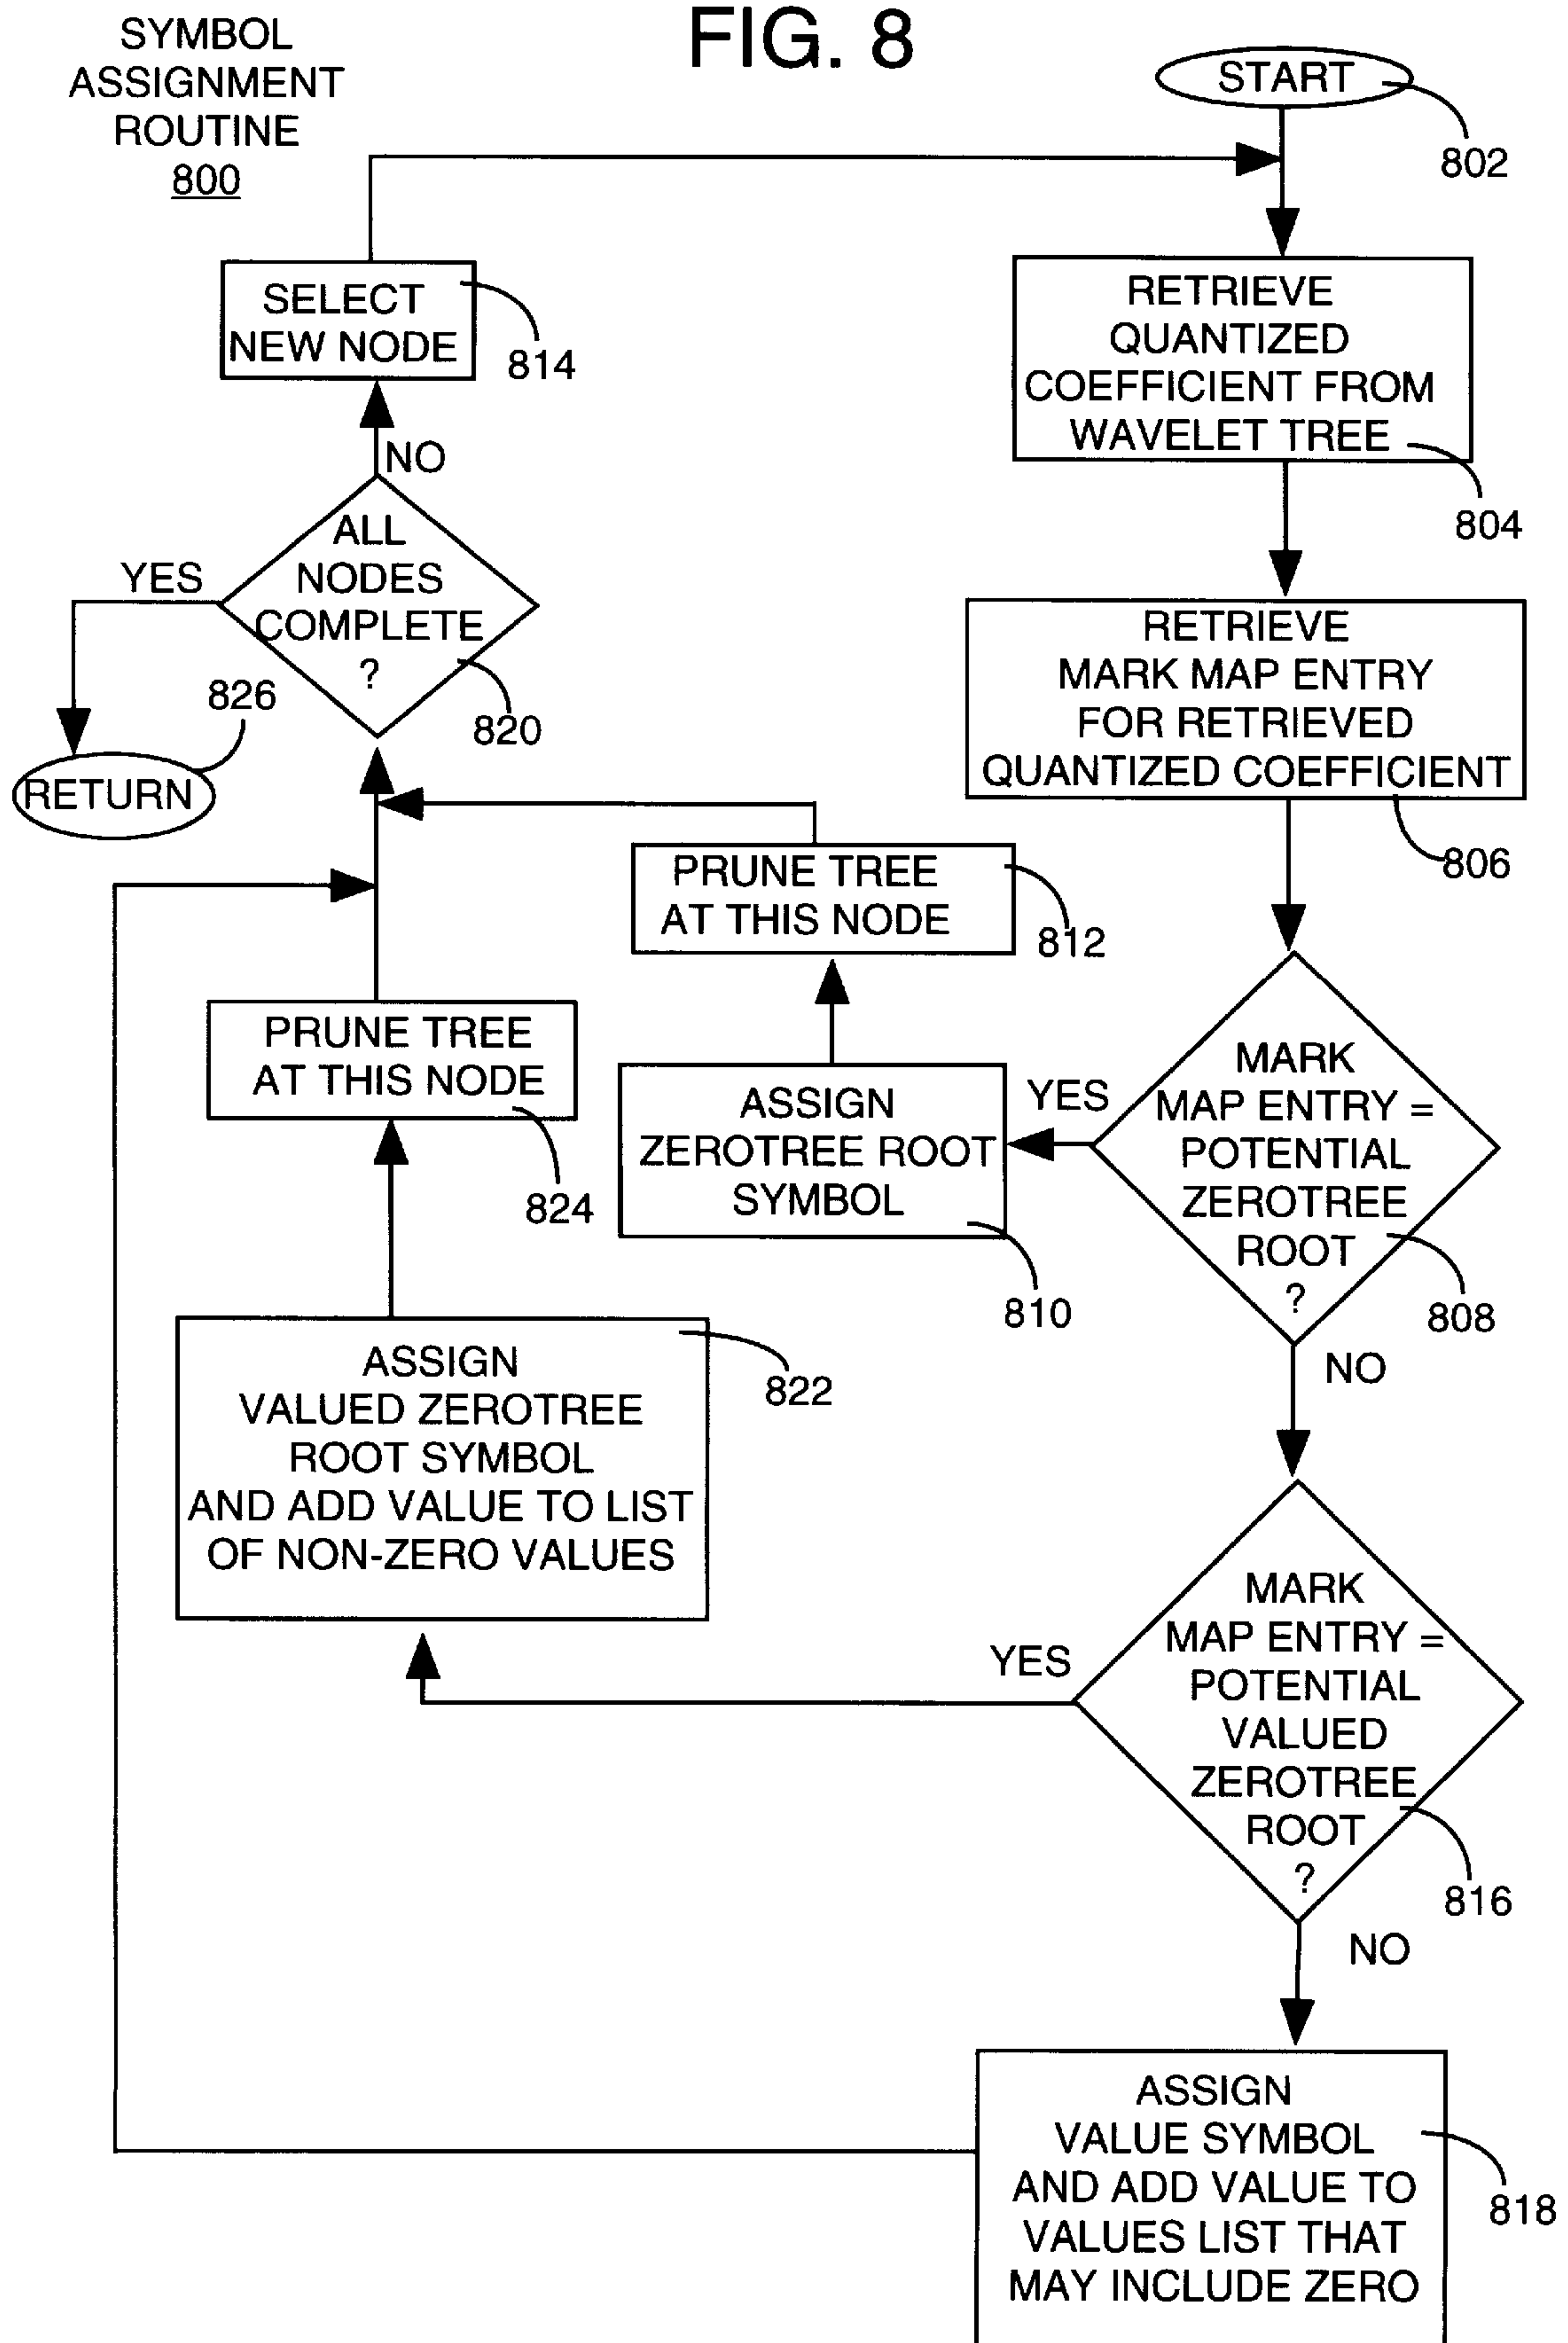 FIG. 8
SYMBOL
ASSIGNMENT
ROUTINE
800
START
802
RETRIEVE
QUANTIZED
COEFFICIENT FROM
WAVELET TREE
804
RETRIEVE
MARK MAP ENTRY
FOR RETRIEVED
QUANTIZED COEFFICIENT
806
MARK
MAP ENTRY =
POTENTIAL
ZEROTREE
ROOT
?
808
YES
NO
ASSIGN
ZEROTREE ROOT
SYMBOL
810
PRUNE TREE
AT THIS NODE
812
SELECT
NEW NODE
814
NO
ALL
NODES
COMPLETE
?
820
YES
RETURN
826
PRUNE TREE
AT THIS NODE
824
ASSIGN
VALUED ZEROTREE
ROOT SYMBOL
AND ADD VALUE TO LIST
OF NON-ZERO VALUES
822
MARK
MAP ENTRY =
POTENTIAL
VALUED
ZEROTREE
ROOT
?
816
YES
NO
ASSIGN
VALUE SYMBOL
AND ADD VALUE TO
VALUES LIST THAT
MAY INCLUDE ZERO
818